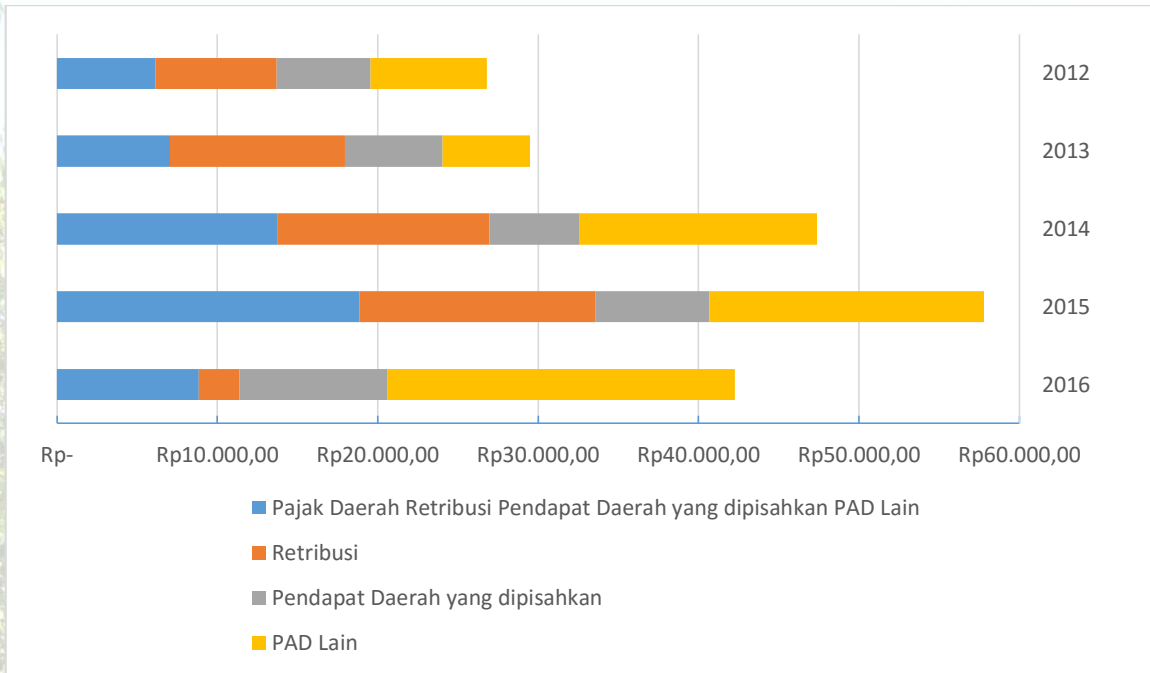 2012
2013
2014
2015
2016
Rp- Rp10.000,00 Rp20.000,00 Rp30.000,00 Rp40.000,00 Rp50.000,00 Rp60.000,00
Pajak Daerah Retribusi Pendapat Daerah yang dipisahkan PAD Lain
Retribusi
Pendapat Daerah yang dipisahkan
PAD Lain